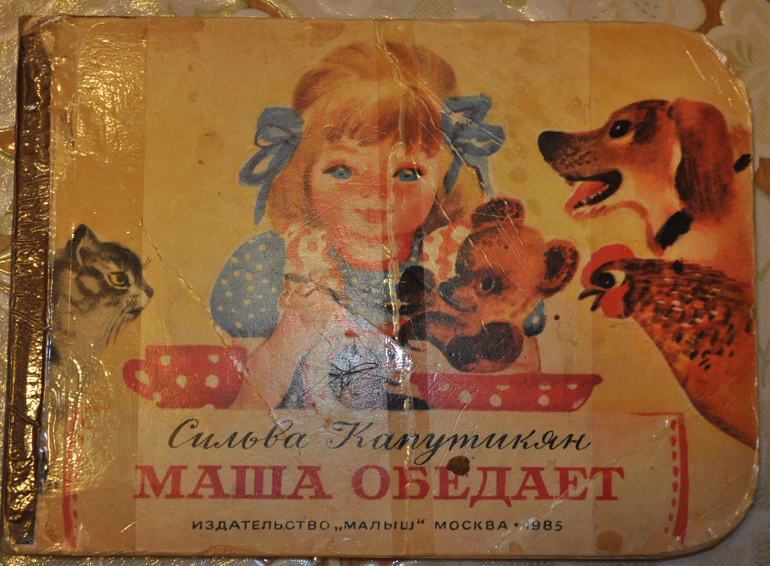 Сильва Капутикян
МАША ОБЕДАЕТ
ИЗДАТЕЛЬСТВО „МАЛЫШ“ МОСКВА • 1985